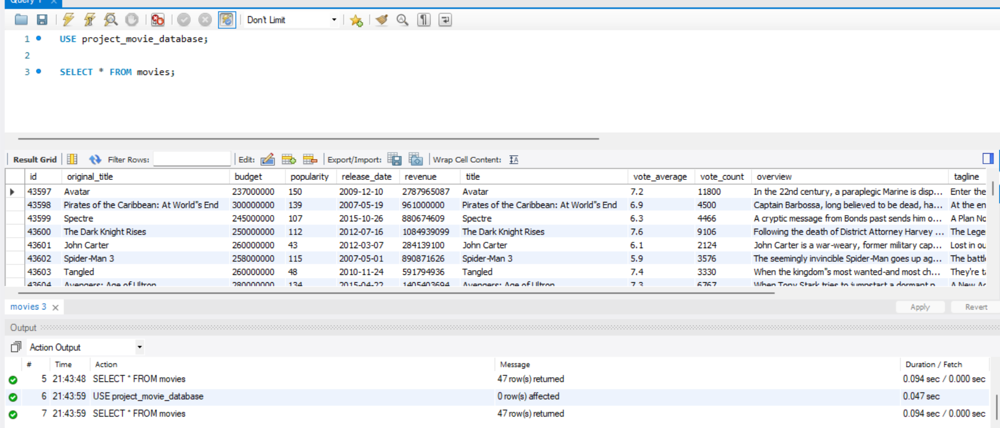 Query 1
Don't Limit
1 USE project_movie_database;
2
3 SELECT * FROM movies;
Result Grid Filter Rows: Edit: Export/Import: Wrap Cell Content:
id original_title budget popularity release_date revenue title vote_average vote_count overview tagline
43597 Avatar 237000000 150 2009-12-10 2787965087 Avatar 7.2 11800 In the 22nd century, a paraplegic Marine is disp... Enter the
43598 Pirates of the Caribbean: At World"s End 300000000 139 2007-05-19 961000000 Pirates of the Caribbean: At World"s End 6.9 4500 Captain Barbossa, long believed to be dead, ha... At the en
43599 Spectre 245000000 107 2015-10-26 880674609 Spectre 6.3 4466 A cryptic message from Bonds past sends him o... A Plan No
43600 The Dark Knight Rises 250000000 112 2012-07-16 1084939099 The Dark Knight Rises 7.6 9106 Following the death of District Attorney Harvey ... The Lege
43601 John Carter 260000000 43 2012-03-07 284139100 John Carter 6.1 2124 John Carter is a war-weary, former military cap... Lost in ou
43602 Spider-Man 3 258000000 115 2007-05-01 890871626 Spider-Man 3 5.9 3576 The seemingly invincible Spider-Man goes up ag... The battl
43603 Tangled 260000000 48 2010-11-24 591794936 Tangled 7.4 3330 When the kingdom"s most wanted-and most ch... They're t
43604 Avengers: Age of Ultron 280000000 134 2015-04-22 1405403694 Avengers: Age of Ultron 7.3 6767 When Tony Stark tries to jumpstart a dormant p... A New Ag
movies 3 Apply Revert
Output
Action Output
# Time Action Message Duration / Fetch
5 21:43:48 SELECT * FROM movies 47 row(s) returned 0.094 sec / 0.000 sec
6 21:43:59 USE project_movie_database 0 row(s) affected 0.047 sec
7 21:43:59 SELECT * FROM movies 47 row(s) returned 0.094 sec / 0.000 sec